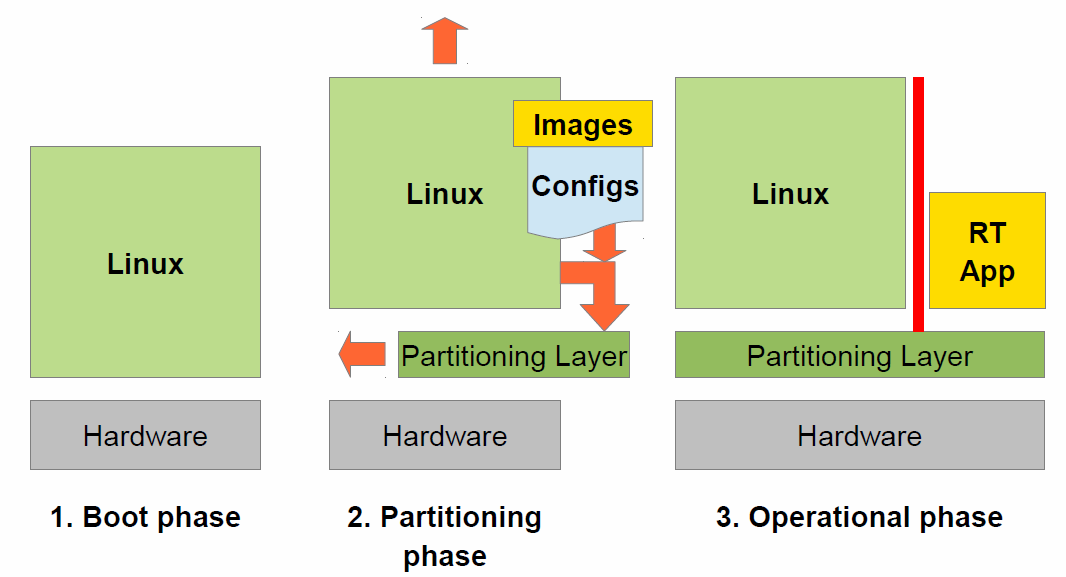 Linux
Hardware
1. Boot phase
Images
Configs
Linux
Partitioning Layer
Hardware
2. Partitioning
phase
Linux
RT
App
Partitioning Layer
Hardware
3. Operational phase